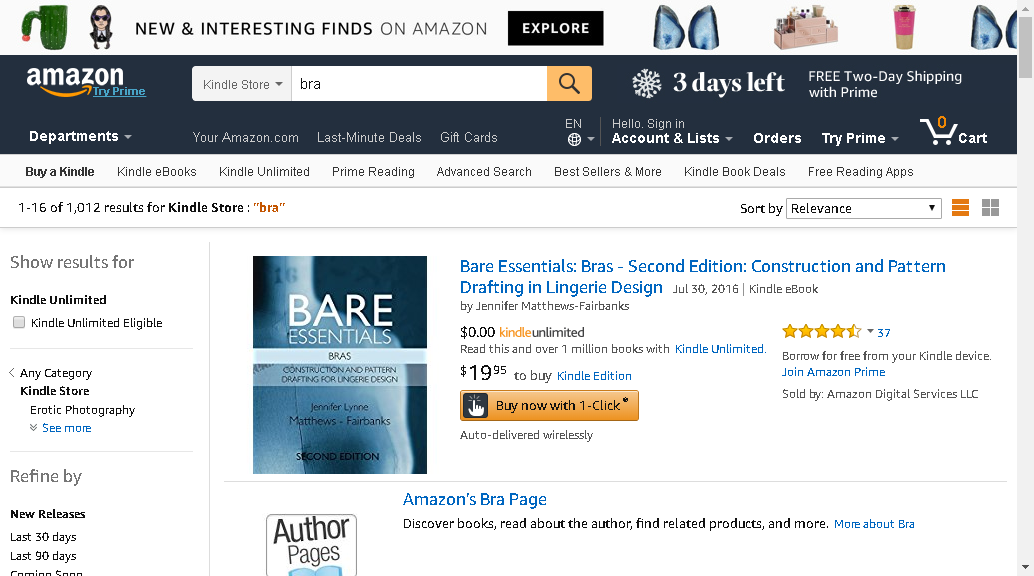 NEW & INTERESTING FINDS ON AMAZON EXPLORE
amazon
Try Prime
Kindle Store bra
3 days left
FREE Two-Day Shipping
with Prime
Departments
Your Amazon.com Last-Minute Deals Gift Cards
EN
Hello. Sign in
Account & Lists Orders Try Prime
0
Cart
Buy a Kindle Kindle eBooks Kindle Unlimited Prime Reading Advanced Search Best Sellers & More Kindle Book Deals Free Reading Apps
1-16 of 1,012 results for Kindle Store : "bra"
Sort by Relevance
Show results for
Kindle Unlimited
Kindle Unlimited Eligible
Any Category
Kindle Store
Erotic Photography
See more
Refine by
New Releases
Last 30 days
Last 90 days
Coming Soon
BARE
ESSENTIALS
BRAS
CONSTRUCTION AND PATTERN
DRAFTING FOR LINGERIE DESIGN
Jennifer Lynne
Matthews - Fairbanks
SECOND EDITION
Bare Essentials: Bras - Second Edition: Construction and Pattern
Drafting in Lingerie Design Jul 30, 2016 | Kindle eBook
by Jennifer Matthews-Fairbanks
$0.00 kindleunlimited
Read this and over 1 million books with Kindle Unlimited.
$19.95 to buy Kindle Edition
Buy now with 1-Click®
Auto-delivered wirelessly
37
Borrow for free from your Kindle device.
Join Amazon Prime
Sold by: Amazon Digital Services LLC
Author
Pages
Amazon's Bra Page
Discover books, read about the author, find related products, and more. More about Bra